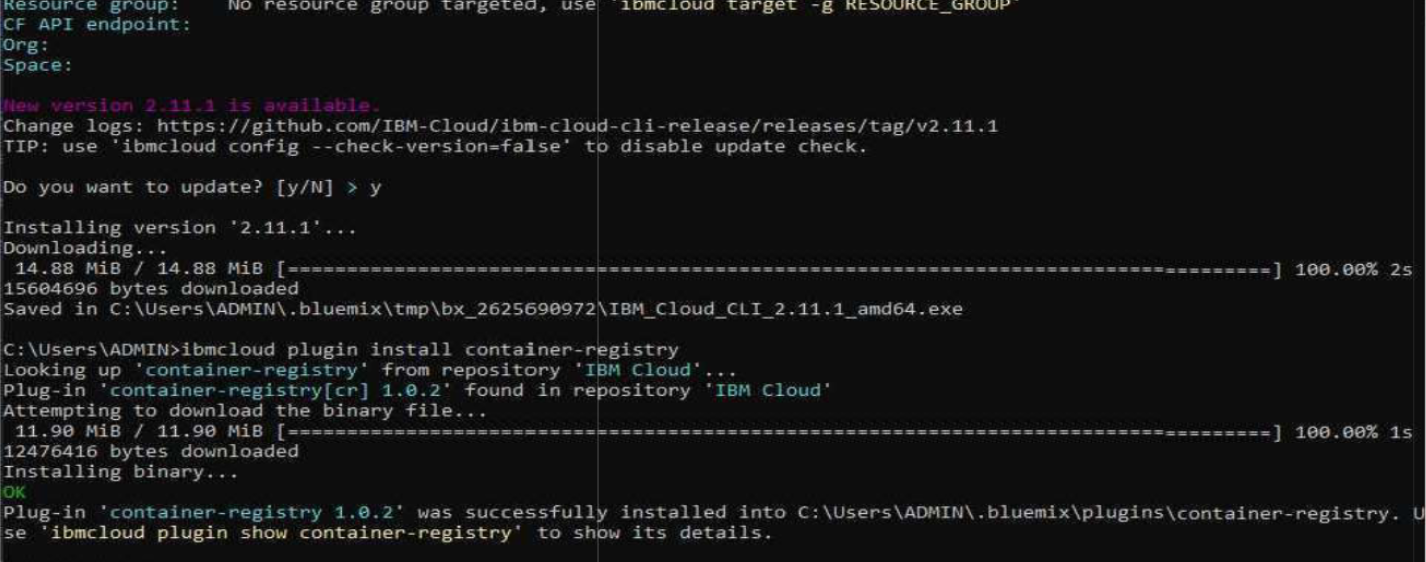 Resource group:    No resource group targeted, use 'ibmcloud target -g RESOURCE_GROUP'
CF API endpoint:
Org:
Space:
New version 2.11.1 is available.
Change logs: https://github.com/IBM-Cloud/ibm-cloud-cli-release/releases/tag/v2.11.1
TIP: use 'ibmcloud config --check-version=false' to disable update check.
Do you want to update? [y/N] > y
Installing version '2.11.1'...
Downloading...
 14.88 MiB / 14.88 MiB [=====================================================================================] 100.00% 2s
15604696 bytes downloaded
Saved in C:\Users\ADMIN\.bluemix\tmp\bx_2625690972\IBM_Cloud_CLI_2.11.1_amd64.exe
C:\Users\ADMIN>ibmcloud plugin install container-registry
Looking up 'container-registry' from repository 'IBM Cloud'...
Plug-in 'container-registry[cr] 1.0.2' found in repository 'IBM Cloud'
Attempting to download the binary file...
 11.90 MiB / 11.90 MiB [=====================================================================================] 100.00% 1s
12476416 bytes downloaded
Installing binary...
OK
Plug-in 'container-registry 1.0.2' was successfully installed into C:\Users\ADMIN\.bluemix\plugins\container-registry. U
se 'ibmcloud plugin show container-registry' to show its details.